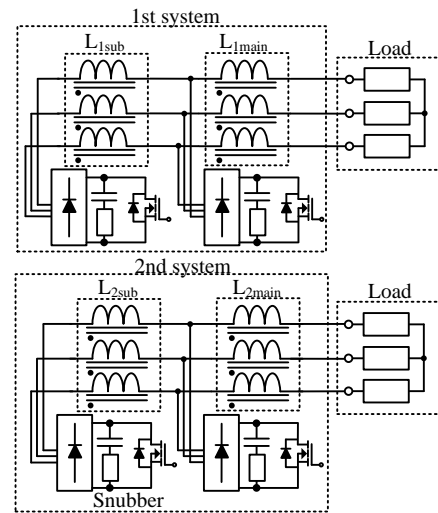 1st system
L1sub
L1main
Load
2nd system
L2sub
L2main
Load
Snubber